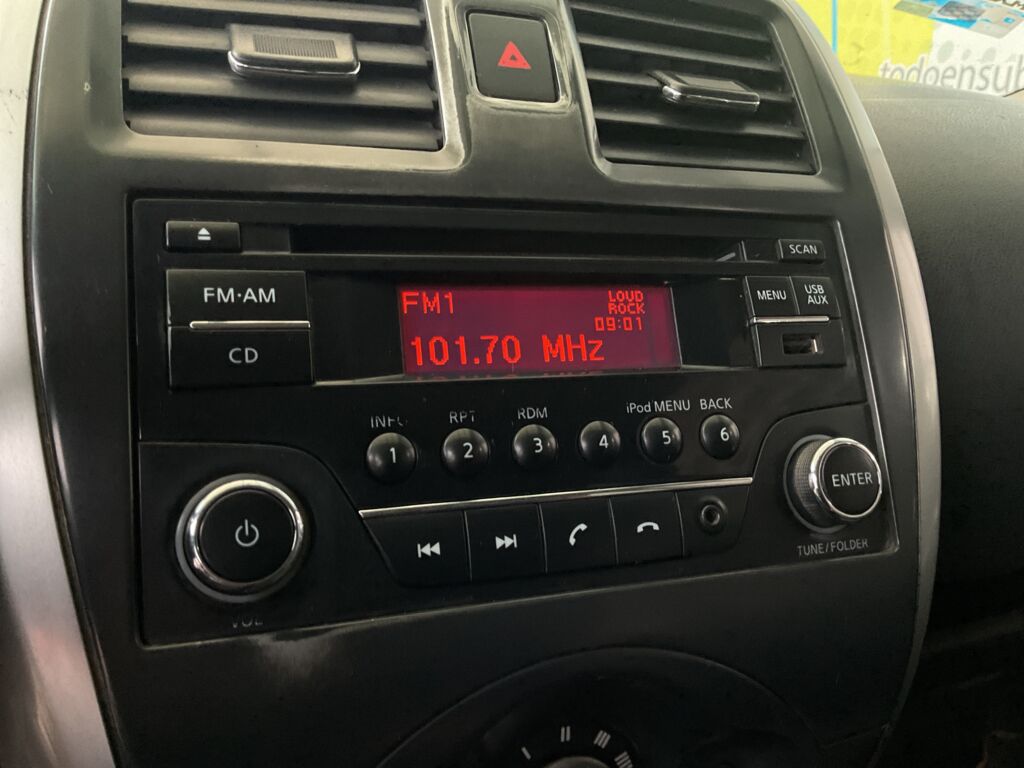 todoensub
SCAN
FM·AM
MENU
USB
AUX
FM1
LOUD
ROCK
09:01
101.70 MHz
CD
RPT
RDM
iPod MENU
BACK
1
2
3
4
5
6
ENTER
TUNE/FOLDER
VOL